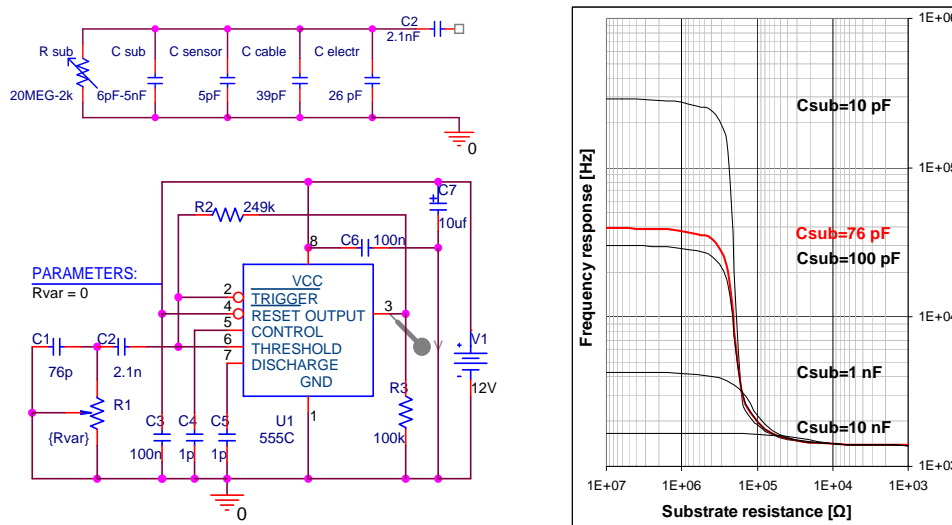 C2
2.1nF
R sub C sub C sensor C cable C electr
20MEG-2k 6pF-5nF 5pF 39pF 26 pF
0
C7
10uf
R2 249k
C6 100n
8
PARAMETERS:
Rvar = 0
VCC
2 TRIGGER
4 RESET OUTPUT 3
5 CONTROL
6 THRESHOLD
7 DISCHARGE
GND
V1
12V
C1 C2
76p 2.1n
R1
{Rvar}
C3 C4 C5
100n 1p 1p
U1
555C
1
R3
100k
0
Frequency response [Hz]
Csub=10 pF
Csub=76 pF
Csub=100 pF
Csub=1 nF
Csub=10 nF
1E+06
1E+05
1E+04
1E+03
1E+07 1E+06 1E+05 1E+04 1E+03
Substrate resistance [Ω]